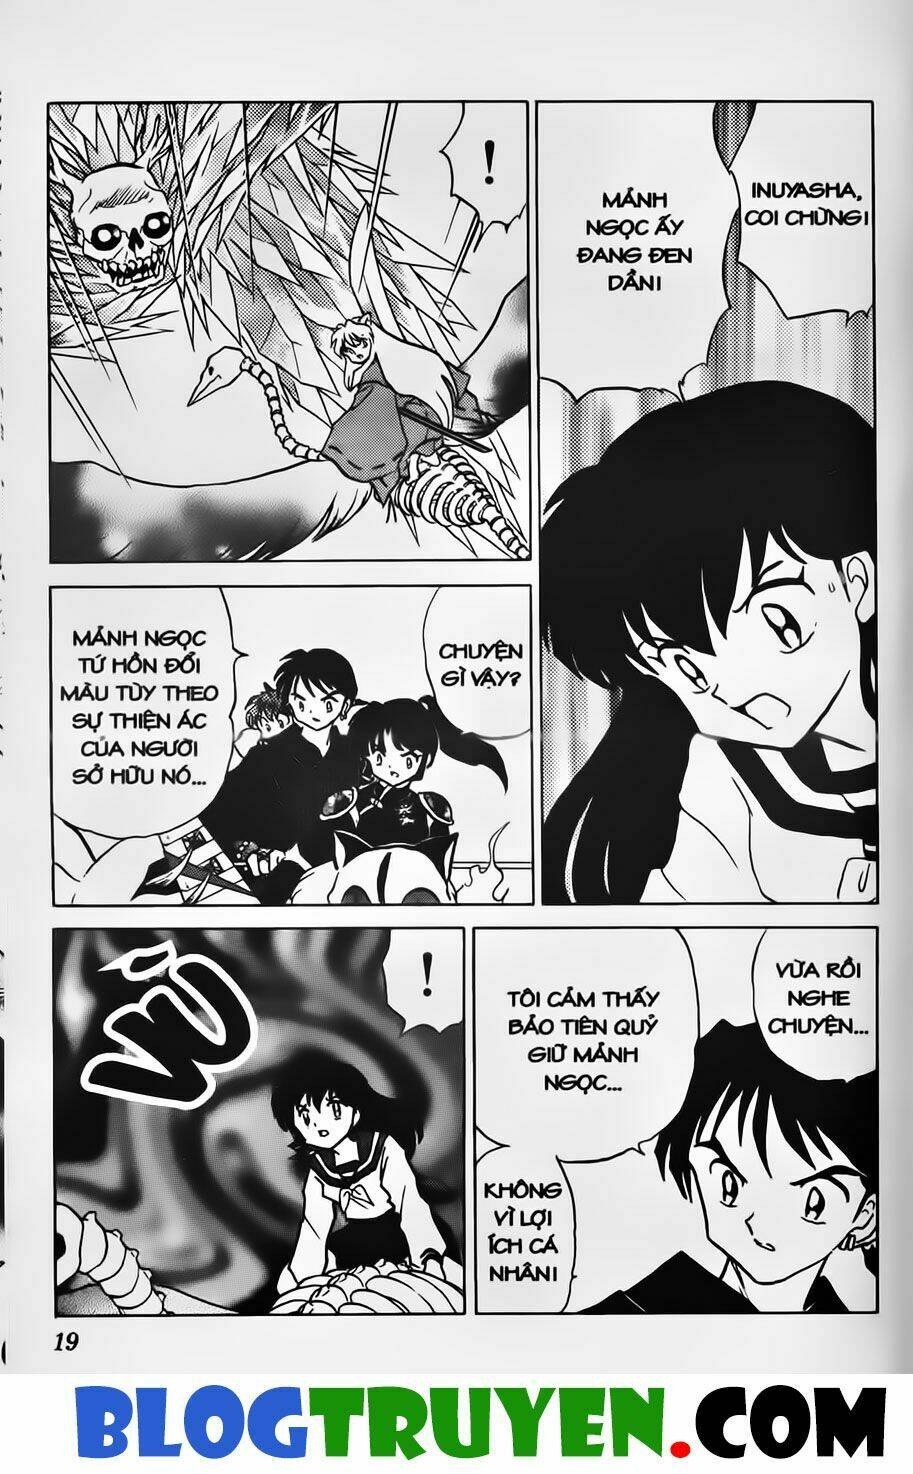 INUYASHA,
COI CHỪNG!
MẢNH
NGỌC ẤY
ĐANG ĐEN
DẦN!
!
CHUYỆN
GÌ VẬY?
MẢNH NGỌC
TỨ HỒN ĐỔI
MÀU TÙY THEO
SỰ THIỆN ÁC
CỦA NGƯỜI
SỞ HỮU NÓ...
VỪA RỒI
NGHE
CHUYỆN...
TÔI CẢM THẤY
BẢO TIÊN QUỶ
GIỮ MẢNH
NGỌC...
KHÔNG
VÌ LỢI
ÍCH CÁ
NHÂN!
!
VÙ
19
BLOGTRUYEN.COM